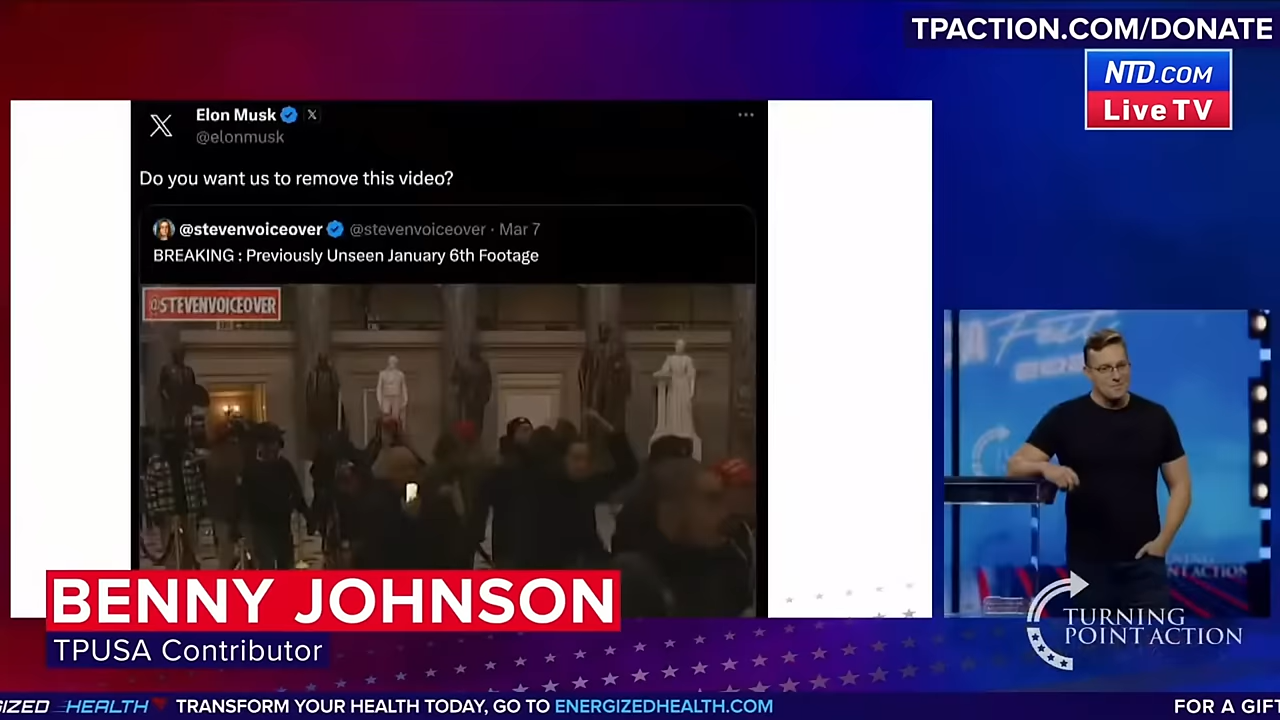 TPACTION.COM/DONATE
NTD.COM
Live TV
Elon Musk
@elonmusk
Do you want us to remove this video?
@stevenvoiceover @stevenvoiceover · Mar 7
BREAKING : Previously Unseen January 6th Footage
@STEVENVOICEOVER
BENNY JOHNSON
TPUSA Contributor
TURNING
POINT ACTION
IZED HEALTH TRANSFORM YOUR HEALTH TODAY, GO TO ENERGIZEDHEALTH.COM FOR A GIF